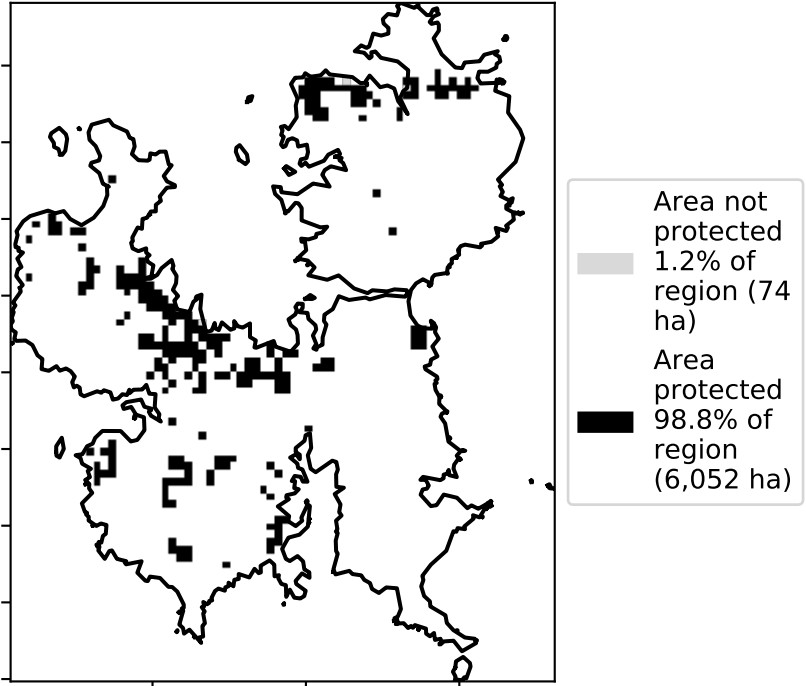 Area not
protected
1.2% of
region (74
ha)
Area
protected
98.8% of
region
(6,052 ha)